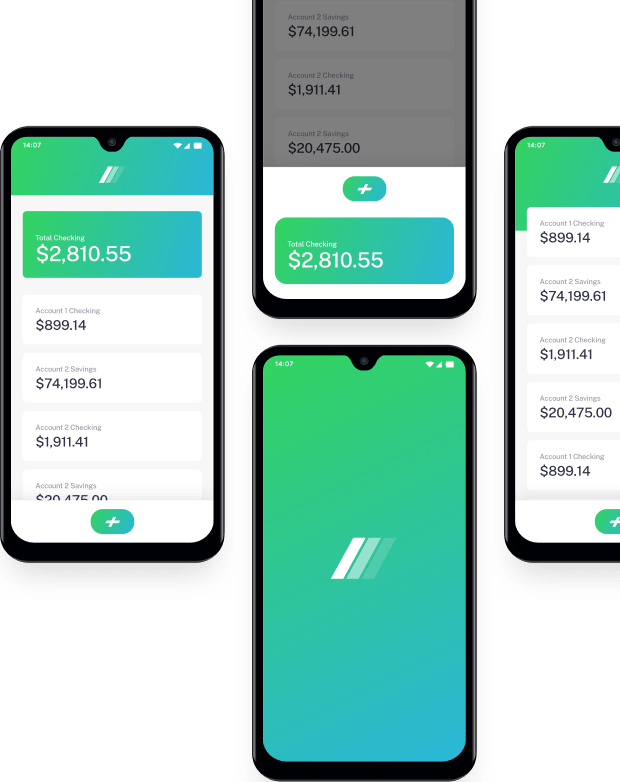 14:07
Total Checking
$2,810.55
Account 1 Checking
$899.14
Account 2 Savings
$74,199.61
Account 2 Checking
$1,911.41
Account 2 Savings
$20,475.00
Account 2 Savings
$74,199.61
Account 2 Checking
$1,911.41
Account 2 Savings
$20,475.00
Total Checking
$2,810.55
14:07
14:07
Account 1 Checking
$899.14
Account 2 Savings
$74,199.61
Account 2 Checking
$1,911.41
Account 2 Savings
$20,475.00
Account 1 Checking
$899.14